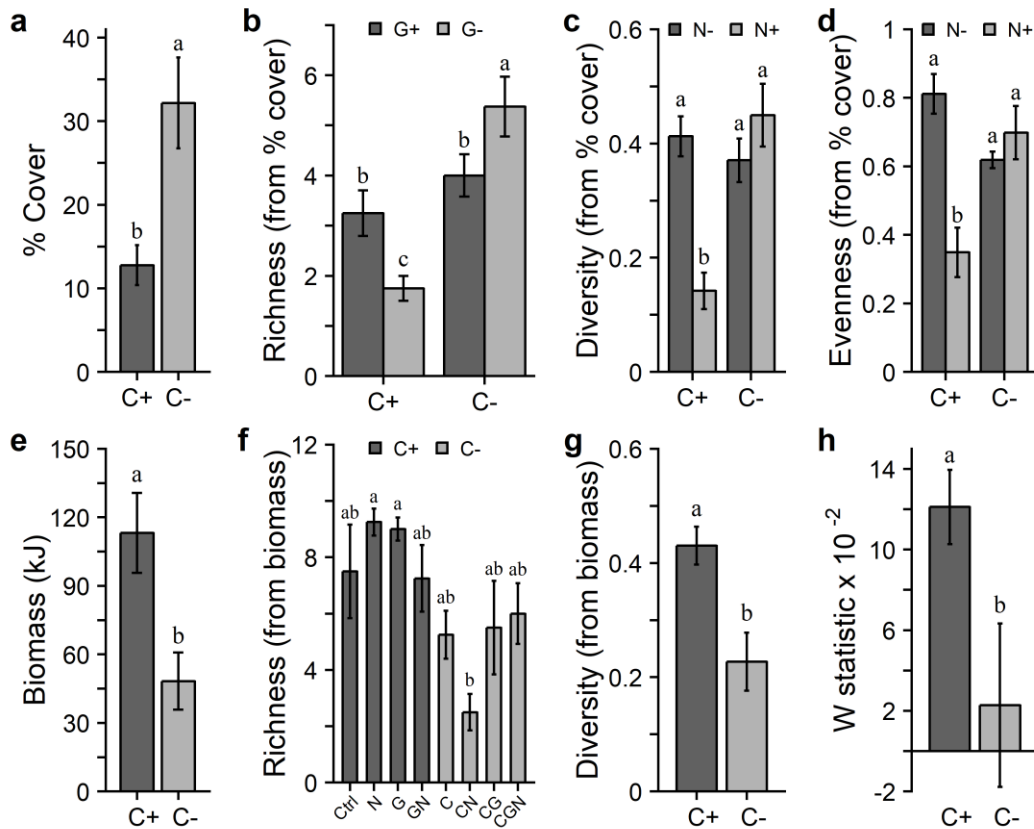 a
% Cover
40
30
20
10
0
b
a
C+ C-
b
G+ G-
Richness (from % cover)
6
4
2
0
b
c
b
a
C+ C-
c
N- N+
Diversity (from % cover)
0.6
0.4
0.2
0
a
b
a
a
C+ C-
d
N- N+
Evenness (from % cover)
1
0.8
0.6
0.4
0.2
0
a
b
a
a
C+ C-
e
Biomass (kJ)
150
120
90
60
30
0
a
b
C+ C-
f
C+ C-
Richness (from biomass)
12
8
4
0
ab
a
a
ab
ab
b
ab
ab
Ctrl N G GN C CN CG CGN
g
Diversity (from biomass)
0.6
0.4
0.2
0
a
b
C+ C-
h
W statistic x 10 -2
14
10
6
2
-2
a
b
C+ C-